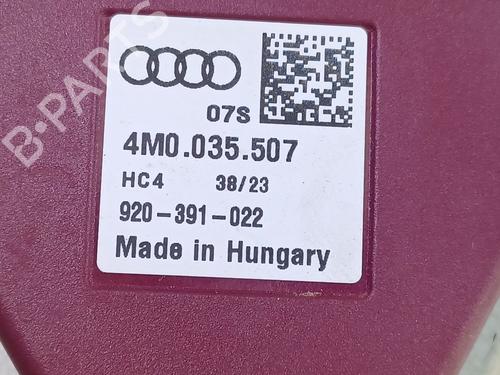 B-PARTS
07S
4M0.035.507
HC4 38/23
920-391-022
Made in Hungary